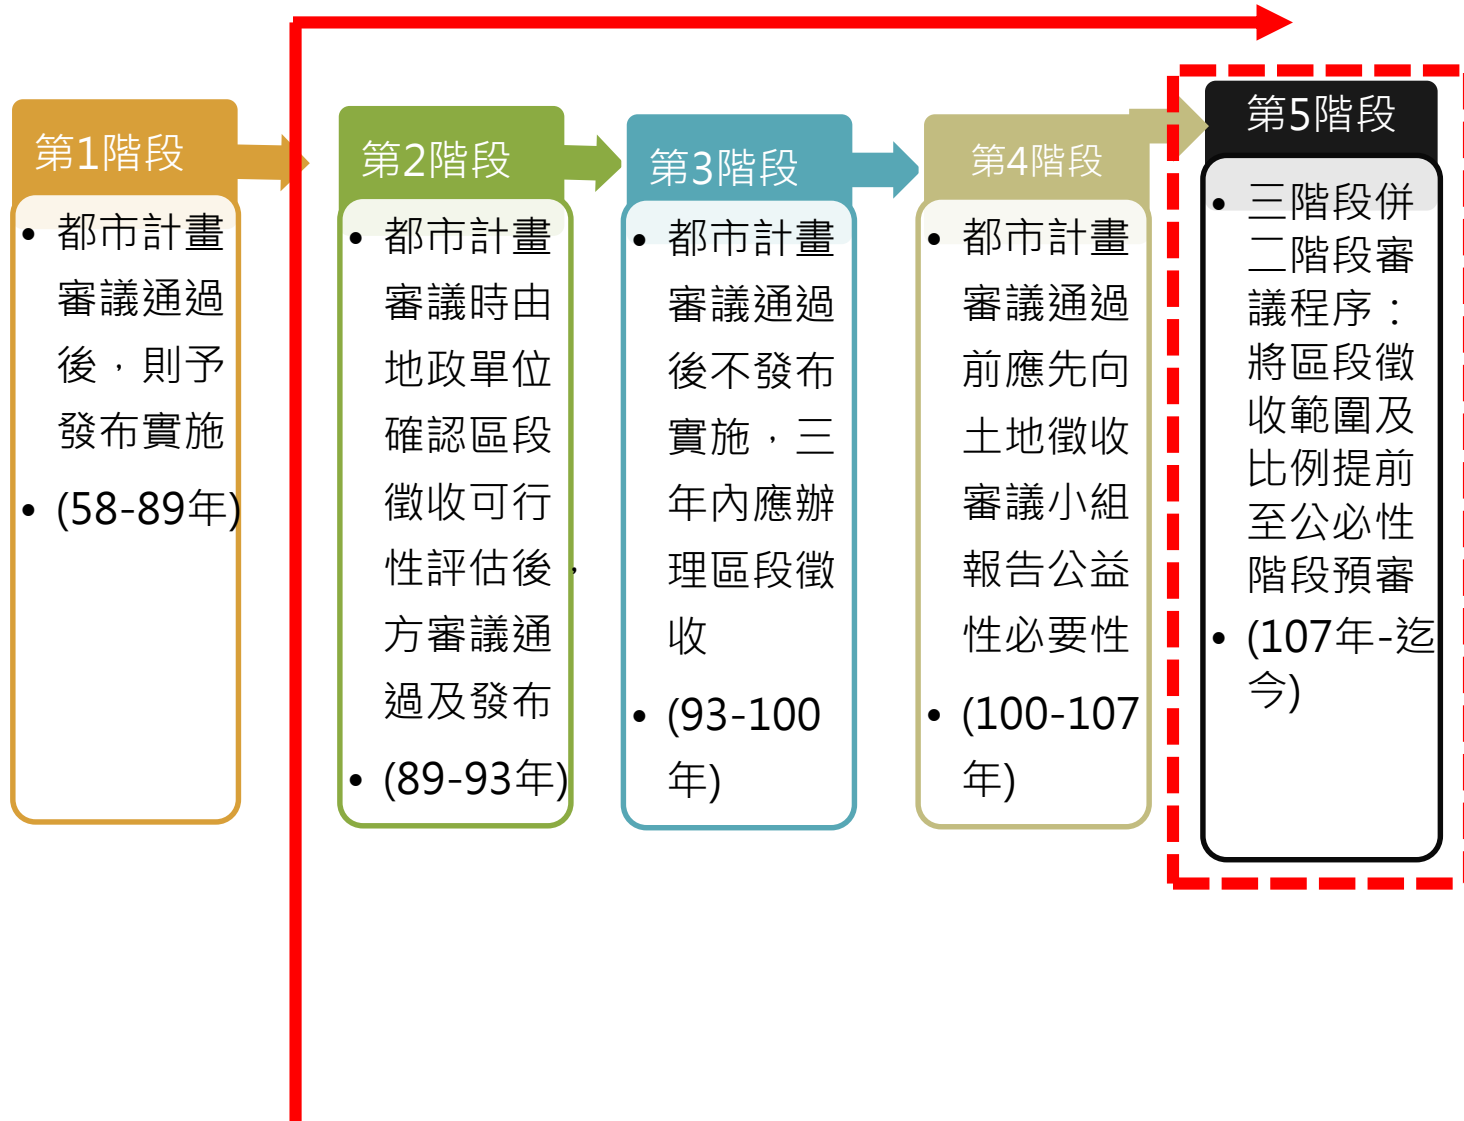 第1階段
• 都市計畫
審議通過
後，則予
發布實施
• (58-89年)
第2階段
• 都市計畫
審議時由
地政單位
確認區段
徵收可行
性評估後，
方審議通
過及發布
• (89-93年)
第3階段
• 都市計畫
審議通過
後不發布
實施，三
年內應辦
理區段徵
收
• (93-100
年)
第4階段
• 都市計畫
審議通過
前應先向
土地徵收
審議小組
報告公益
性必要性
• (100-107
年)
第5階段
• 三階段併
二階段審
議程序：
將區段徵
收範圍及
比例提前
至公必性
階段預審
• (107年-迄
今)